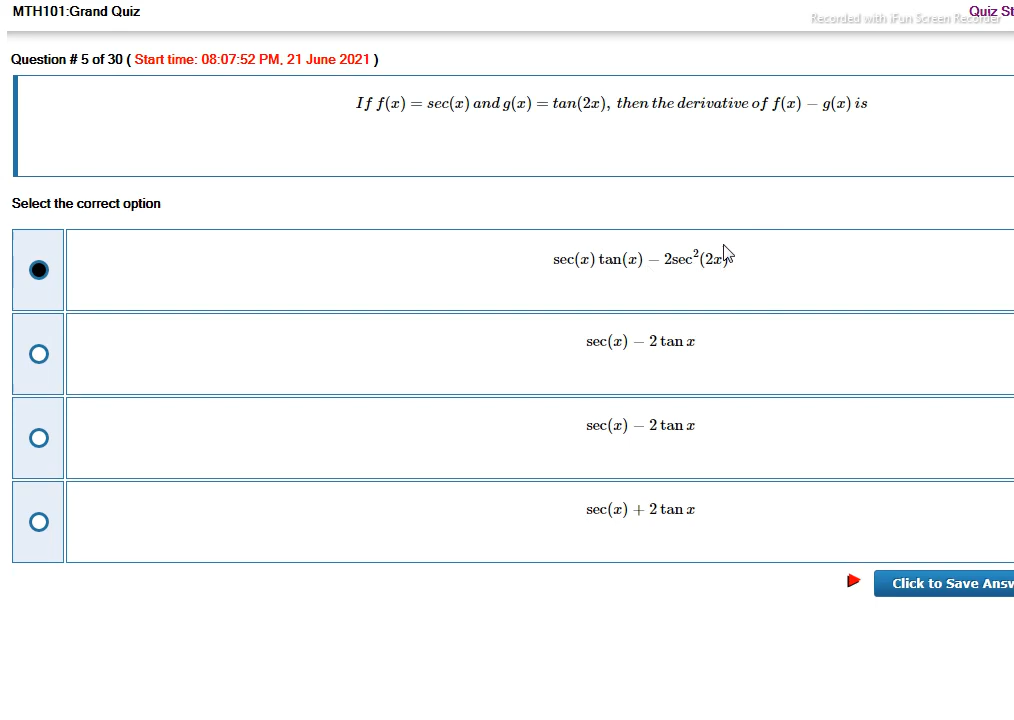 MTH101:Grand Quiz
Quiz St
Recorded with iFun Screen Recorder
Question # 5 of 30 ( Start time: 08:07:52 PM, 21 June 2021 )
If f(x) = sec(x) and g(x) = tan(2x), then the derivative of f(x) − g(x) is
Select the correct option
sec(x) tan(x) − 2sec²(2x)
sec(x) − 2 tan x
sec(x) − 2 tan x
sec(x) + 2 tan x
Click to Save Answ